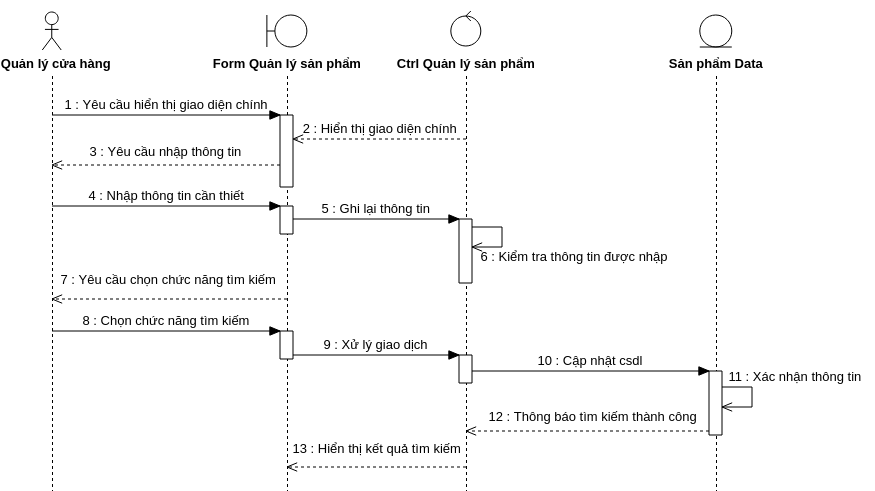 Quản lý cửa hàng
Form Quản lý sản phẩm
Ctrl Quản lý sản phẩm
Sản phẩm Data
1 : Yêu cầu hiển thị giao diện chính
2 : Hiển thị giao diện chính
3 : Yêu cầu nhập thông tin
4 : Nhập thông tin cần thiết
5 : Ghi lại thông tin
6 : Kiểm tra thông tin được nhập
7 : Yêu cầu chọn chức năng tìm kiếm
8 : Chọn chức năng tìm kiếm
9 : Xử lý giao dịch
10 : Cập nhật csdl
11 : Xác nhận thông tin
12 : Thông báo tìm kiếm thành công
13 : Hiển thị kết quả tìm kiếm